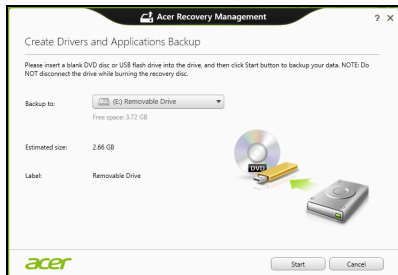 Acer Recovery Management
? X
Create Drivers and Applications Backup
Please insert a blank DVD disc or USB flash drive into the drive, and then click Start button to backup your data. NOTE: Do
NOT disconnect the drive while burning the recovery disc.
Backup to: (E:) Removable Drive
Free space: 3.72 GB
Estimated size: 2.66 GB
DVD
Label: Removable Drive
acer Start Cancel